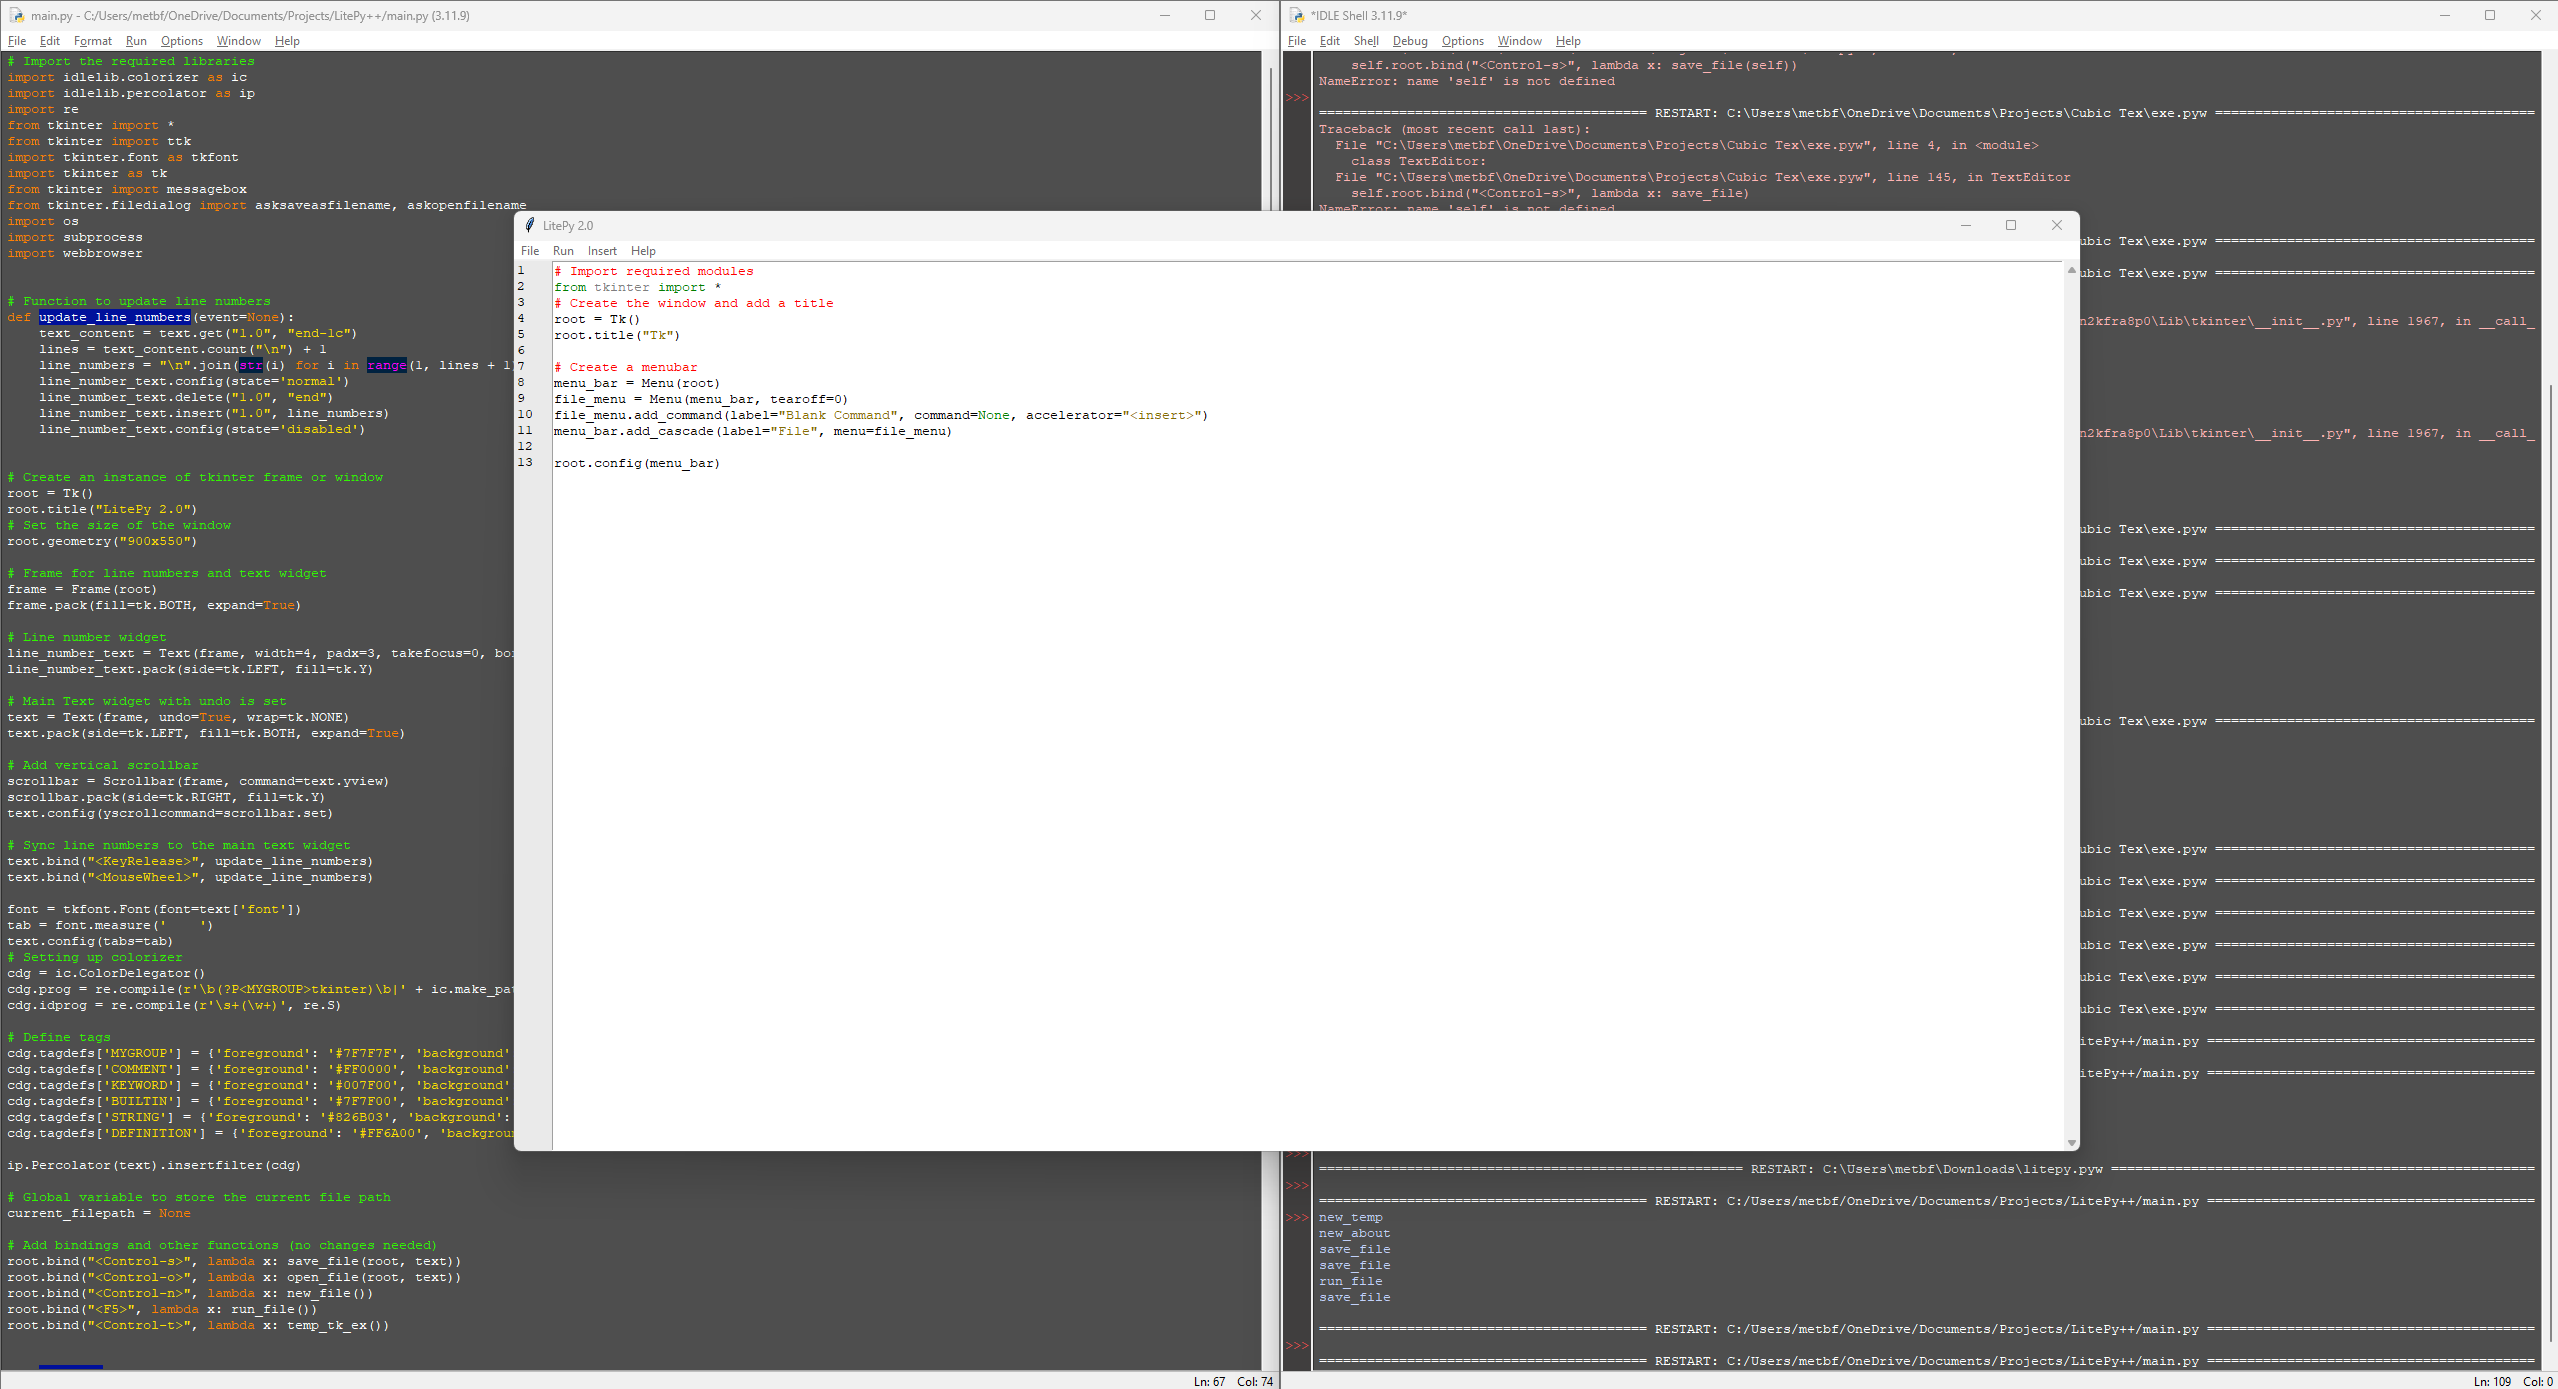 main.py - C:/Users/metbf/OneDrive/Documents/Projects/LitePy++/main.py (3.11.9)
File Edit Format Run Options Window Help
# Import the required libraries
import idlelib.colorizer as ic
import idlelib.percolator as ip
import re
from tkinter import *
from tkinter import ttk
import tkinter.font as tkfont
import tkinter as tk
from tkinter import messagebox
from tkinter.filedialog import asksaveasfilename, askopenfilename
import os
import subprocess
import webbrowser
# Function to update line numbers
def update_line_numbers(event=None):
    text_content = text.get("1.0", "end-1c")
    lines = text_content.count("\n") + 1
    line_numbers = "\n".join(str(i) for i in range(1, lines + 1
    line_number_text.config(state='normal')
    line_number_text.delete("1.0", "end")
    line_number_text.insert("1.0", line_numbers)
    line_number_text.config(state='disabled')
# Create an instance of tkinter frame or window
root = Tk()
root.title("LitePy 2.0")
# Set the size of the window
root.geometry("900x550")
# Frame for line numbers and text widget
frame = Frame(root)
frame.pack(fill=tk.BOTH, expand=True)
# Line number widget
line_number_text = Text(frame, width=4, padx=3, takefocus=0, bo
line_number_text.pack(side=tk.LEFT, fill=tk.Y)
# Main Text widget with undo is set
text = Text(frame, undo=True, wrap=tk.NONE)
text.pack(side=tk.LEFT, fill=tk.BOTH, expand=True)
# Add vertical scrollbar
scrollbar = Scrollbar(frame, command=text.yview)
scrollbar.pack(side=tk.RIGHT, fill=tk.Y)
text.config(yscrollcommand=scrollbar.set)
# Sync line numbers to the main text widget
text.bind("<KeyRelease>", update_line_numbers)
text.bind("<MouseWheel>", update_line_numbers)
font = tkfont.Font(font=text['font'])
tab = font.measure('    ')
text.config(tabs=tab)
# Setting up colorizer
cdg = ic.ColorDelegator()
cdg.prog = re.compile(r'\b(?P<MYGROUP>tkinter)\b|' + ic.make_pat
cdg.idprog = re.compile(r'\s+(\w+)', re.S)
# Define tags
cdg.tagdefs['MYGROUP'] = {'foreground': '#7F7F7F', 'background'
cdg.tagdefs['COMMENT'] = {'foreground': '#FF0000', 'background'
cdg.tagdefs['KEYWORD'] = {'foreground': '#007F00', 'background'
cdg.tagdefs['BUILTIN'] = {'foreground': '#7F7F00', 'background'
cdg.tagdefs['STRING'] = {'foreground': '#826B03', 'background':
cdg.tagdefs['DEFINITION'] = {'foreground': '#FF6A00', 'backgroun
ip.Percolator(text).insertfilter(cdg)
# Global variable to store the current file path
current_filepath = None
# Add bindings and other functions (no changes needed)
root.bind("<Control-s>", lambda x: save_file(root, text))
root.bind("<Control-o>", lambda x: open_file(root, text))
root.bind("<Control-n>", lambda x: new_file())
root.bind("<F5>", lambda x: run_file())
root.bind("<Control-t>", lambda x: temp_tk_ex())
Ln: 67 Col: 74
LitePy 2.0
File Run Insert Help
1 # Import required modules
2 from tkinter import *
3 # Create the window and add a title
4 root = Tk()
5 root.title("Tk")
6
7 # Create a menubar
8 menu_bar = Menu(root)
9 file_menu = Menu(menu_bar, tearoff=0)
10 file_menu.add_command(label="Blank Command", command=None, accelerator="<insert>")
11 menu_bar.add_cascade(label="File", menu=file_menu)
12
13 root.config(menu_bar)
*IDLE Shell 3.11.9*
File Edit Shell Debug Options Window Help
self.root.bind("<Control-s>", lambda x: save_file(self))
NameError: name 'self' is not defined
>>>
======================================== RESTART: C:\Users\metbf\OneDrive\Documents\Projects\Cubic Tex\exe.pyw ========================================
Traceback (most recent call last):
  File "C:\Users\metbf\OneDrive\Documents\Projects\Cubic Tex\exe.pyw", line 4, in <module>
    class TextEditor:
  File "C:\Users\metbf\OneDrive\Documents\Projects\Cubic Tex\exe.pyw", line 145, in TextEditor
    self.root.bind("<Control-s>", lambda x: save_file)
NameError: name 'self' is not defined
ubic Tex\exe.pyw ========================================
ubic Tex\exe.pyw ========================================
n2kfra8p0\Lib\tkinter\__init__.py", line 1967, in __call_
n2kfra8p0\Lib\tkinter\__init__.py", line 1967, in __call_
ubic Tex\exe.pyw ========================================
ubic Tex\exe.pyw ========================================
ubic Tex\exe.pyw ========================================
ubic Tex\exe.pyw ========================================
ubic Tex\exe.pyw ========================================
ubic Tex\exe.pyw ========================================
ubic Tex\exe.pyw ========================================
ubic Tex\exe.pyw ========================================
ubic Tex\exe.pyw ========================================
ubic Tex\exe.pyw ========================================
itePy++/main.py ========================================
itePy++/main.py ========================================
>>>
======================================== RESTART: C:\Users\metbf\Downloads\litepy.pyw ========================================
>>>
======================================== RESTART: C:/Users/metbf/OneDrive/Documents/Projects/LitePy++/main.py ========================================
>>> new_temp
new_about
save_file
save_file
run_file
save_file
======================================== RESTART: C:/Users/metbf/OneDrive/Documents/Projects/LitePy++/main.py ========================================
>>>
======================================== RESTART: C:/Users/metbf/OneDrive/Documents/Projects/LitePy++/main.py ========================================
Ln: 109 Col: 0